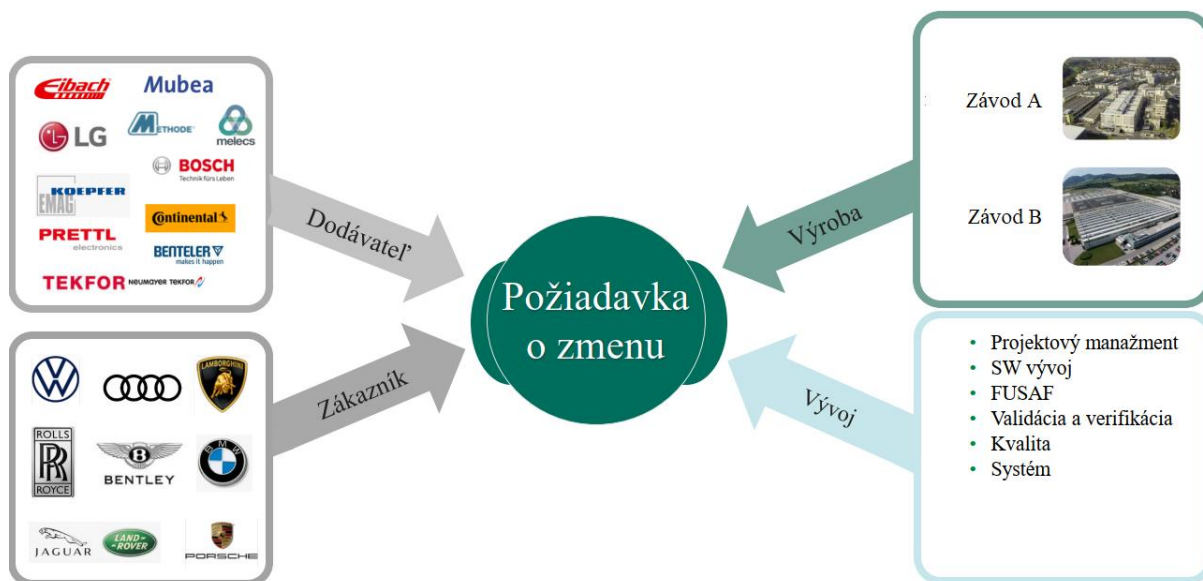 Eibach
Mubea
LG
METHODE
melecs
BOSCH
Technik fürs Leben
KOEPFER
EMAG
Continental
PRETTL
electronics
BENTELER
makes it happen
TEKFOR NEUMAYER TEKFOR
Dodávateľ
LAMBORGHINI
ROLLS
RR
ROYCE
B
BENTLEY
BMW
JAGUAR
LAND-
-ROVER
PORSCHE
Zákazník
Požiadavka
o zmenu
Závod A
Závod B
Výroba
• Projektový manažment
• SW vývoj
• FUSAF
• Validácia a verifikácia
• Kvalita
• Systém
Vývoj